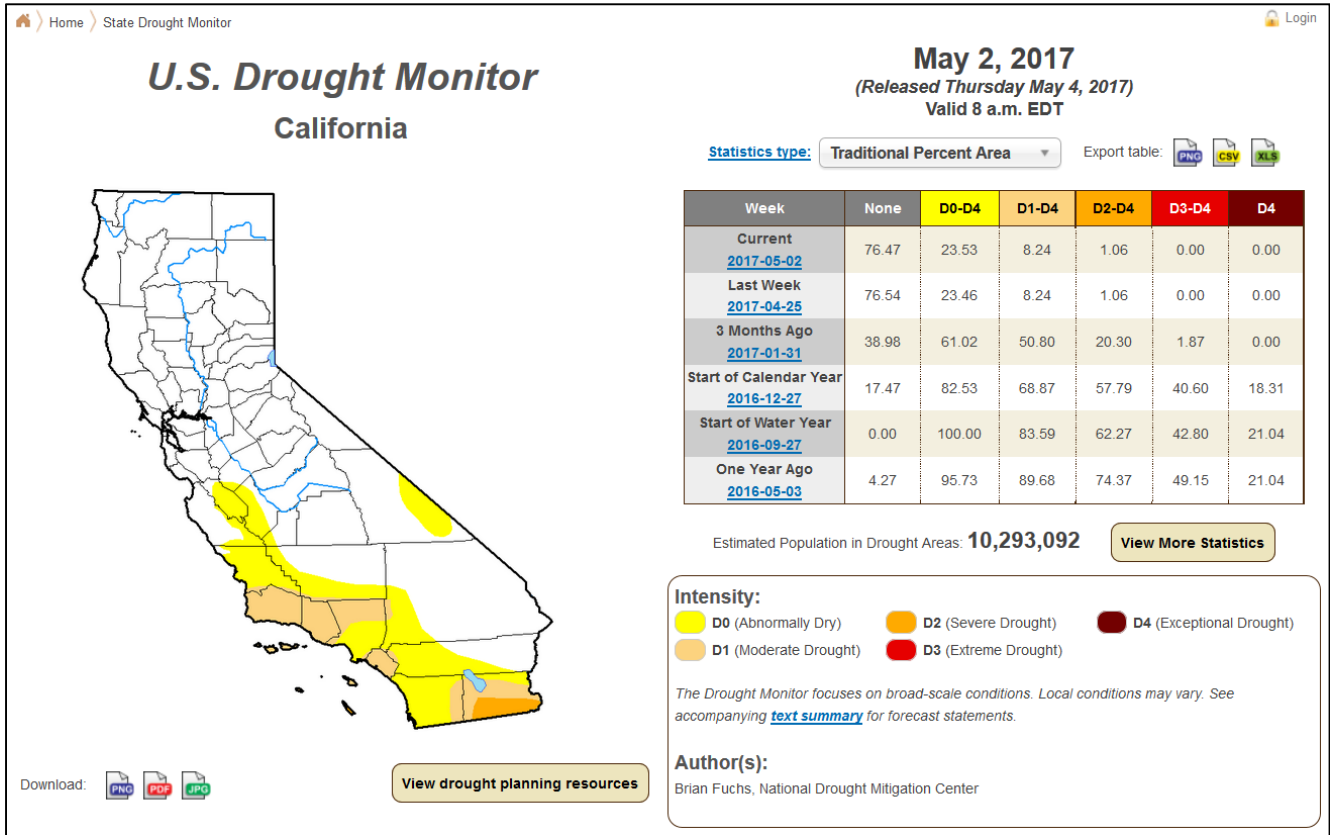 Home State Drought Monitor
Login
U.S. Drought Monitor
California
May 2, 2017
(Released Thursday May 4, 2017)
Valid 8 a.m. EDT
Statistics type: Traditional Percent Area Export table: PNG CSV XLS
Week None D0-D4 D1-D4 D2-D4 D3-D4 D4
Current
2017-05-02 76.47 23.53 8.24 1.06 0.00 0.00
Last Week
2017-04-25 76.54 23.46 8.24 1.06 0.00 0.00
3 Months Ago
2017-01-31 38.98 61.02 50.80 20.30 1.87 0.00
Start of Calendar Year
2016-12-27 17.47 82.53 68.87 57.79 40.60 18.31
Start of Water Year
2016-09-27 0.00 100.00 83.59 62.27 42.80 21.04
One Year Ago
2016-05-03 4.27 95.73 89.68 74.37 49.15 21.04
Estimated Population in Drought Areas: 10,293,092 View More Statistics
Intensity:
D0 (Abnormally Dry) D2 (Severe Drought) D4 (Exceptional Drought)
D1 (Moderate Drought) D3 (Extreme Drought)
The Drought Monitor focuses on broad-scale conditions. Local conditions may vary. See
accompanying text summary for forecast statements.
Author(s):
Brian Fuchs, National Drought Mitigation Center
Download: PNG PDF JPG
View drought planning resources